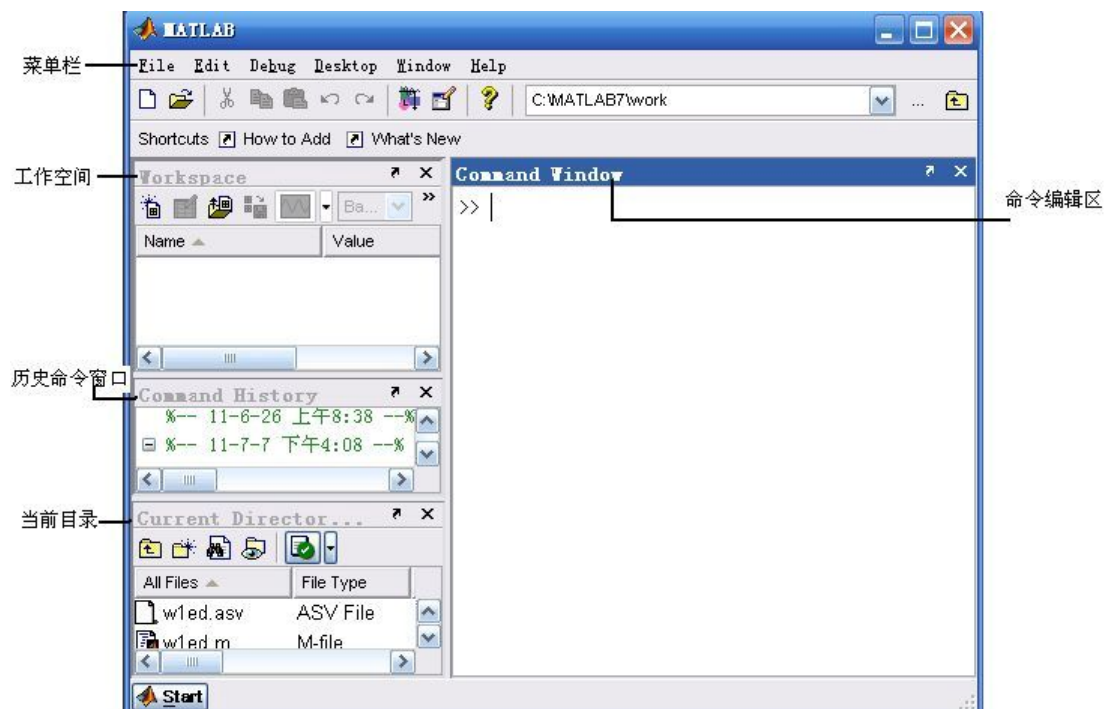 MATLAB
菜单栏
File Edit Debug Desktop Window Help
C:\MATLAB7\work
...
Shortcuts How to Add What's New
工作空间
Workspace
Command Window
Ba...
>>
命令编辑区
Name
Value
历史命令窗口
Command History
%-- 11-6-26 上午8:38 --%
%-- 11-7-7 下午4:08 --%
当前目录
Current Director...
All Files
File Type
w1ed.asv
ASV File
w1ed.m
M-file
Start